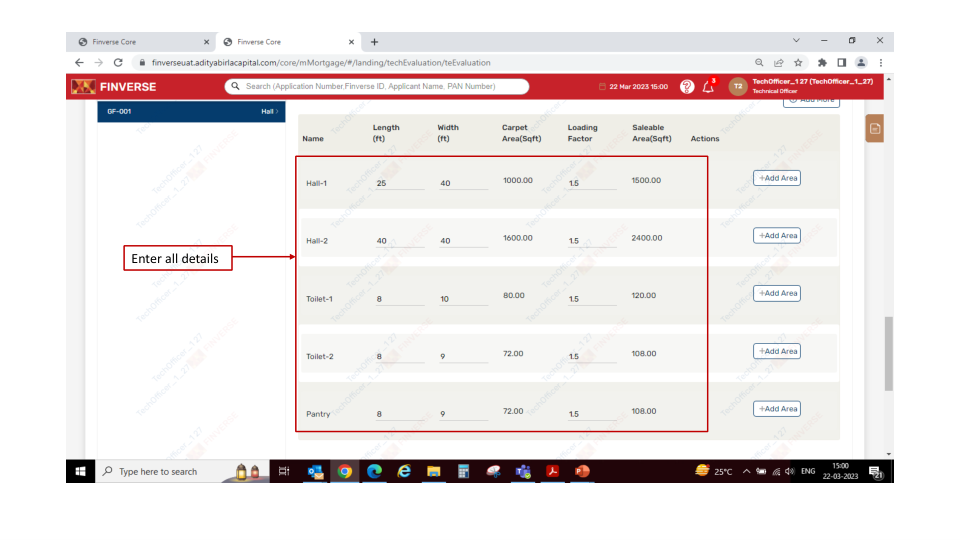 Finverse Core × Finverse Core × +
finverseuat.adityabirlacapital.com/core/mMortgage/#/landing/techEvaluation/teEvaluation
FINVERSE Search (Application Number,Finverse ID, Applicant Name, PAN Number) 22 Mar 2023 15:00 3 T2 TechOfficer_127 (TechOfficer_1_27)
Technical Officer
GF-001 Hall Add More
Name Length (ft) Width (ft) Carpet Area(Sqft) Loading Factor Saleable Area(Sqft) Actions
Hall-1 25 40 1000.00 1.5 1500.00 +Add Area
Hall-2 40 40 1600.00 1.5 2400.00 +Add Area
Enter all details
Toilet-1 8 10 80.00 1.5 120.00 +Add Area
Toilet-2 8 9 72.00 1.5 108.00 +Add Area
Pantry 8 9 72.00 1.5 108.00 +Add Area
Type here to search 25°C ENG 15:00
22-03-2023 21